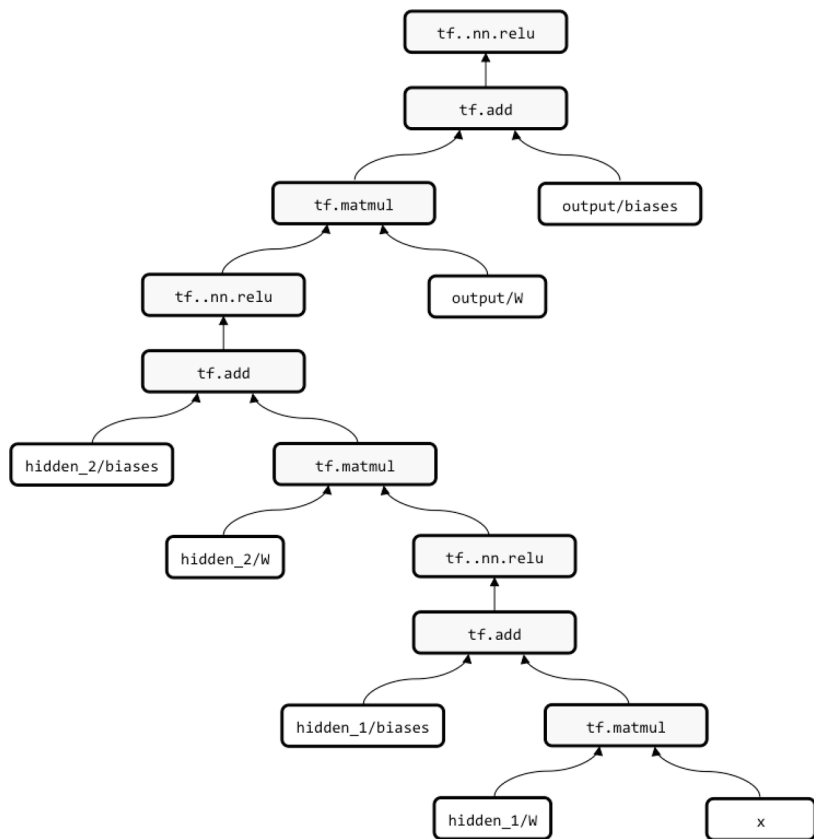 tf..nn.relu
tf.add
tf.matmul
output/biases
tf..nn.relu
output/W
tf.add
hidden_2/biases
tf.matmul
hidden_2/W
tf..nn.relu
tf.add
hidden_1/biases
tf.matmul
hidden_1/W
x